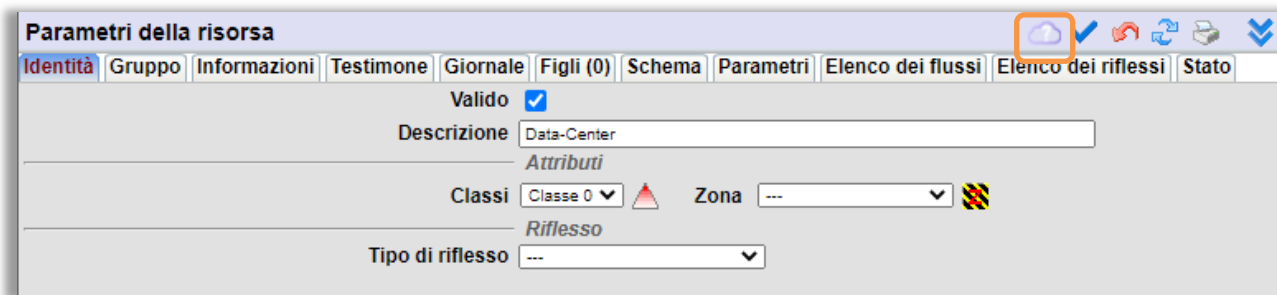 Parametri della risorsa
Identità Gruppo Informazioni Testimone Giornale Figli (0) Schema Parametri Elenco dei flussi Elenco dei riflessi Stato
Valido
Descrizione Data-Center
Attributi
Classi Classe 0 Zona ---
Riflesso
Tipo di riflesso ---